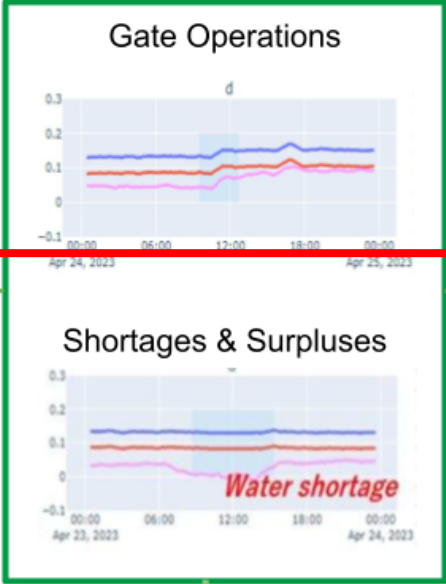 Gate Operations
d
0.3
0.2
0.1
0
−0.1
00:00 06:00 12:00 18:00 00:00
Apr 24, 2023 Apr 25, 2023
Shortages & Surpluses
0.3
0.2
0.1
0
−0.1
Water shortage
00:00 06:00 12:00 18:00 00:00
Apr 23, 2023 Apr 24, 2023